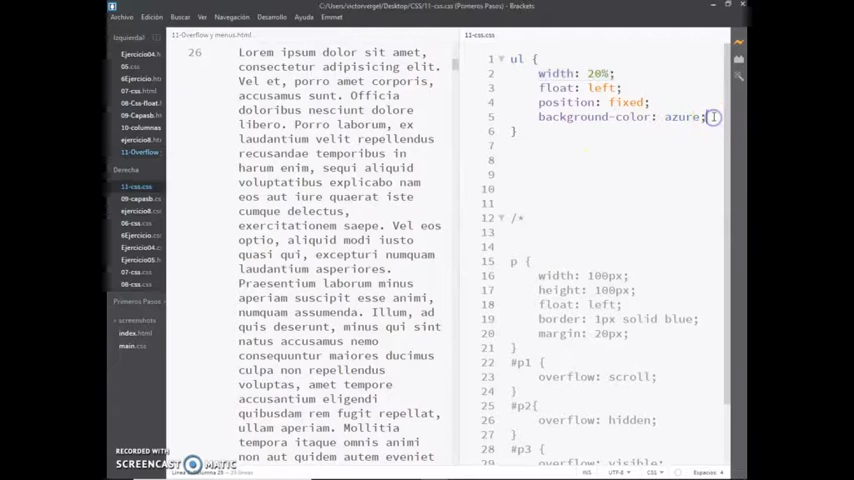 C:/Users/victorvergel/Desktop/CSS/11-css.css (Primeros Pasos) - Brackets
Archivo Edición Buscar Ver Navegación Desarrollo Ayuda Emmet
Izquierda
Ejercicio04.h
05.css
6Ejercicio.h
07-css.html
08-Css-float.h
09-Capasb.h
10-columnas
ejercicio8.h
11-Overflow
Derecha
11-css.css
09-capasb.c
ejercicio8.c
06-css.css
6Ejercicio.c
Ejercicio04.c
Ejercicio05.h
07-css.css
08-css.css
Primeros Pasos
screenshots
index.html
main.css
RECORDED WITH
SCREENCAST MATIC
11-Overflow y menus.html
26 Lorem ipsum dolor sit amet,
consectetur adipisicing elit.
Vel et, porro amet corporis,
accusamus sunt. Officia
doloribus nesciunt dolore
libero. Porro laborum, ex
laudantium velit repellendus
recusandae temporibus in
harum enim, sequi aliquid
voluptatibus explicabo nam
eos aut iure quaerat iste
cumque delectus,
exercitationem saepe. Vel eos
optio, aliquid modi iusto
quasi qui, excepturi numquam
laudantium asperiores.
Praesentium laborum minus
aperiam suscipit esse animi,
numquam assumenda. Illum, ad
quis deserunt, minus qui sint
natus accusamus nemo
consequuntur maiores ducimus
culpa non repellendus
voluptas, amet tempore
accusantium eligendi
quibusdam rem fugit repellat,
ullam aperiam. Mollitia
tempora itaque omnis animi
non aut quidem autem eveniet
11-css.css
1 ul {
2 width: 20%;
3 float: left;
4 position: fixed;
5 background-color: azure;
6 }
7
8
9
10
11
12 /*
13
14
15 p {
16 width: 100px;
17 height: 100px;
18 float: left;
19 border: 1px solid blue;
20 margin: 20px;
21 }
22 #p1 {
23 overflow: scroll;
24 }
25 #p2{
26 overflow: hidden;
27 }
28 #p3 {
29 overflow: visible;
INS UTF-8 CSS Espacios: 4